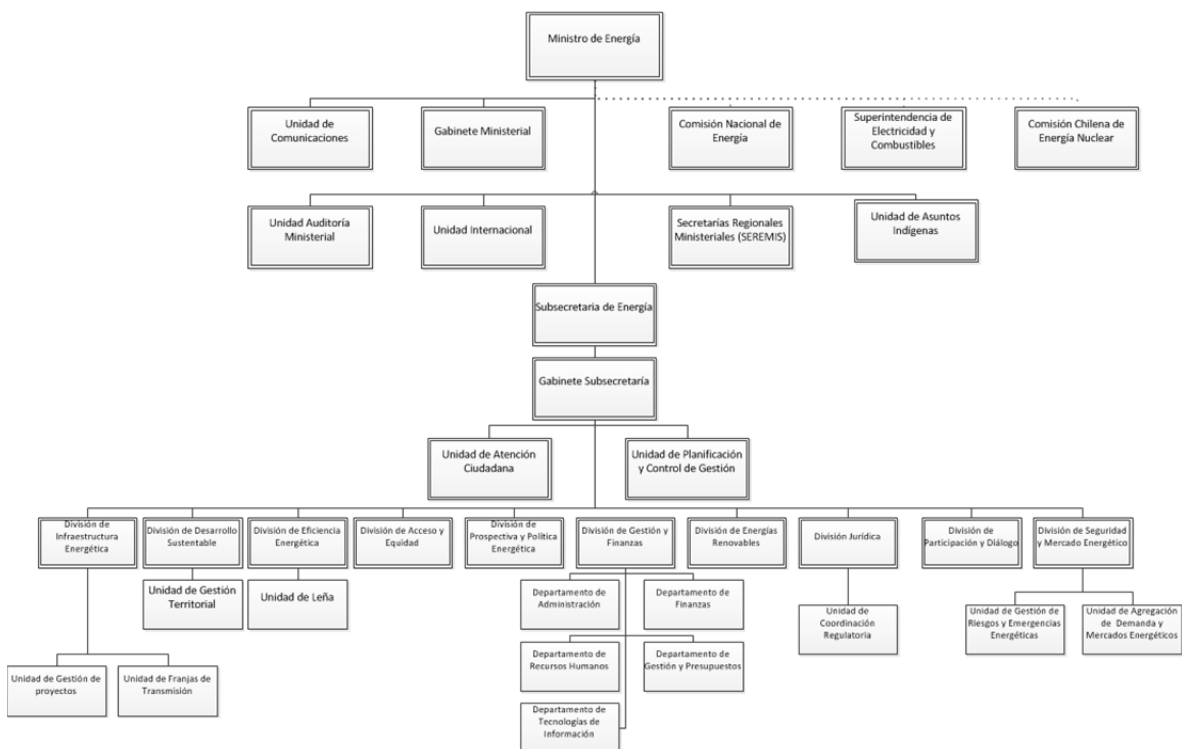 Ministro de Energía
Unidad de
Comunicaciones
Gabinete Ministerial
Comisión Nacional de
Energía
Superintendencia de
Electricidad y
Combustibles
Comisión Chilena de
Energía Nuclear
Unidad Auditoría
Ministerial
Unidad Internacional
Secretarías Regionales
Ministeriales (SEREMIS)
Unidad de Asuntos
Indígenas
Subsecretaria de Energía
Gabinete Subsecretaría
Unidad de Atención
Ciudadana
Unidad de Planificación
y Control de Gestión
División de
Infraestructura
Energética
División de Desarrollo
Sustentable
División de Eficiencia
Energética
División de Acceso y
Equidad
División de
Prospectiva y Política
Energética
División de Gestión y
Finanzas
División de Energías
Renovables
División Jurídica
División de
Participación y Diálogo
División de Seguridad
y Mercado Energético
Unidad de Gestión
Territorial
Unidad de Leña
Departamento de
Administración
Departamento de
Finanzas
Unidad de
Coordinación
Regulatoria
Unidad de Gestión de
Riesgos y Emergencias
Energéticas
Unidad de Agregación
de Demanda y
Mercados Energéticos
Unidad de Gestión de
proyectos
Unidad de Franjas de
Transmisión
Departamento de
Recursos Humanos
Departamento de
Gestión y Presupuestos
Departamento de
Tecnologías de
Información